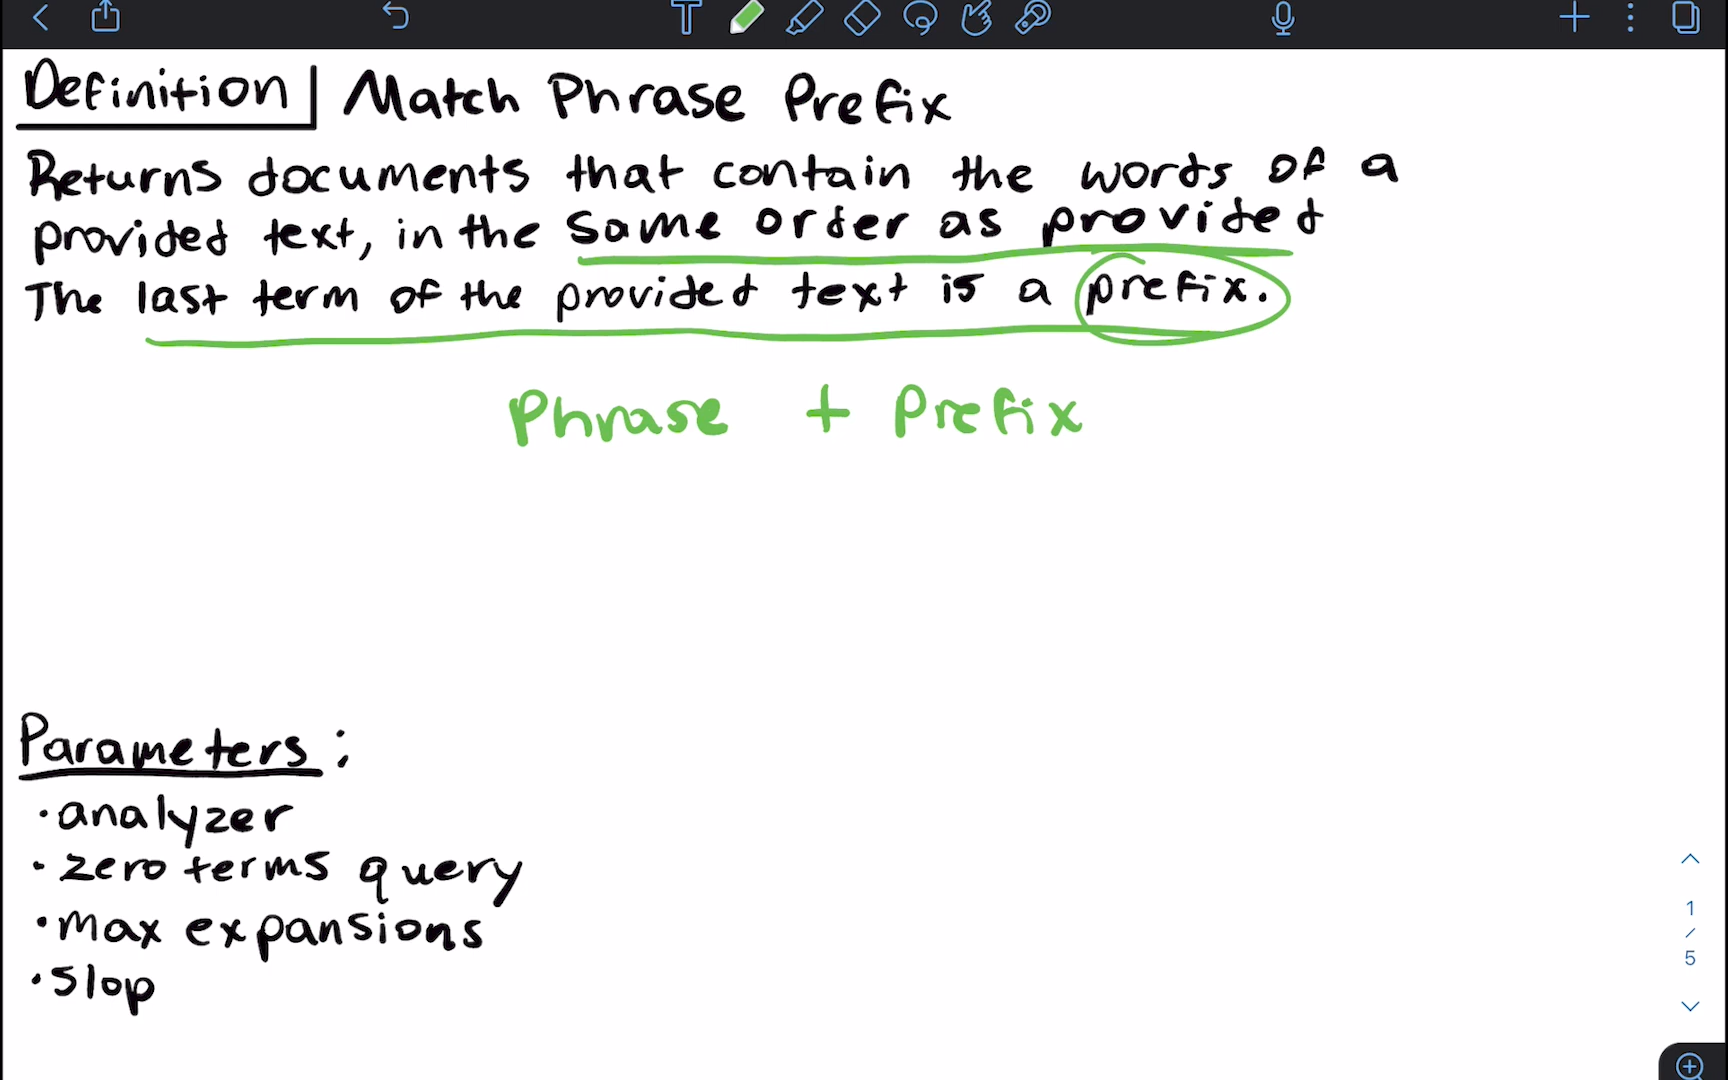 Definition | Match Phrase Prefix
Returns documents that contain the words of a
provided text, in the same order as provided
The last term of the provided text is a prefix.
Phrase + Prefix
Parameters:
• analyzer
• zero terms query
• max expansions
• slop
1
/
5